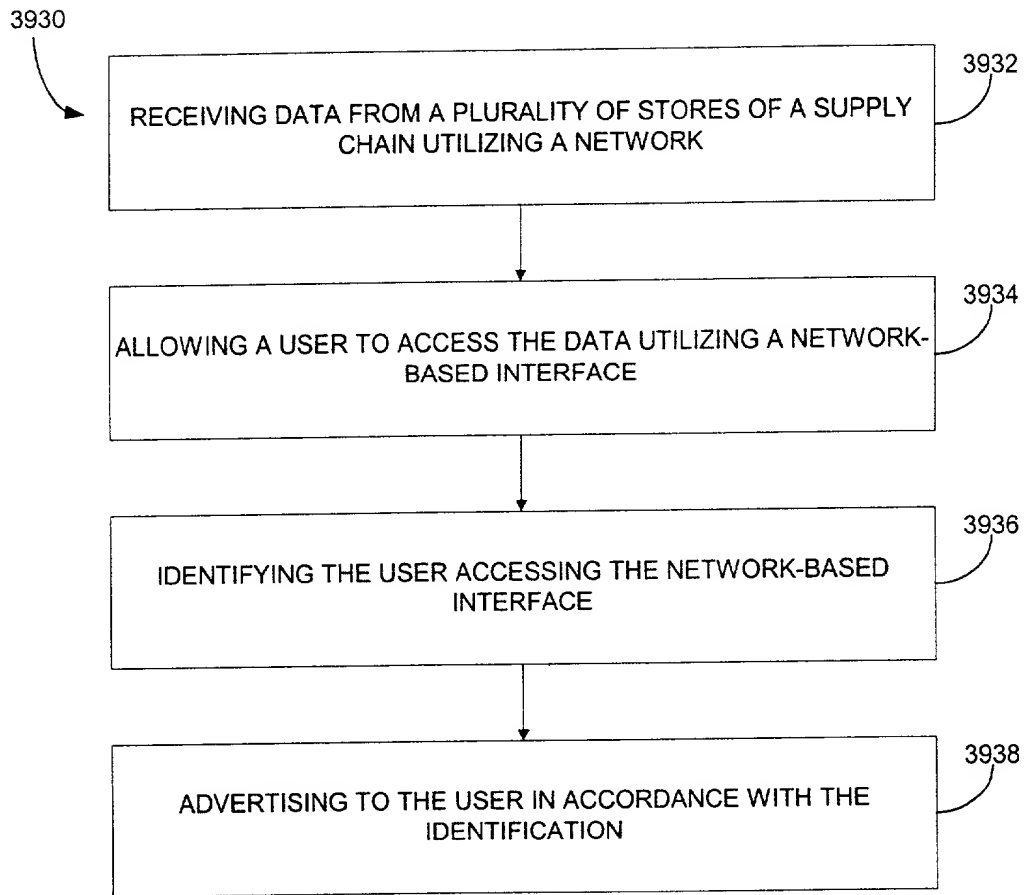 3930
3932
RECEIVING DATA FROM A PLURALITY OF STORES OF A SUPPLY
CHAIN UTILIZING A NETWORK
3934
ALLOWING A USER TO ACCESS THE DATA UTILIZING A NETWORK-
BASED INTERFACE
3936
IDENTIFYING THE USER ACCESSING THE NETWORK-BASED
INTERFACE
3938
ADVERTISING TO THE USER IN ACCORDANCE WITH THE
IDENTIFICATION